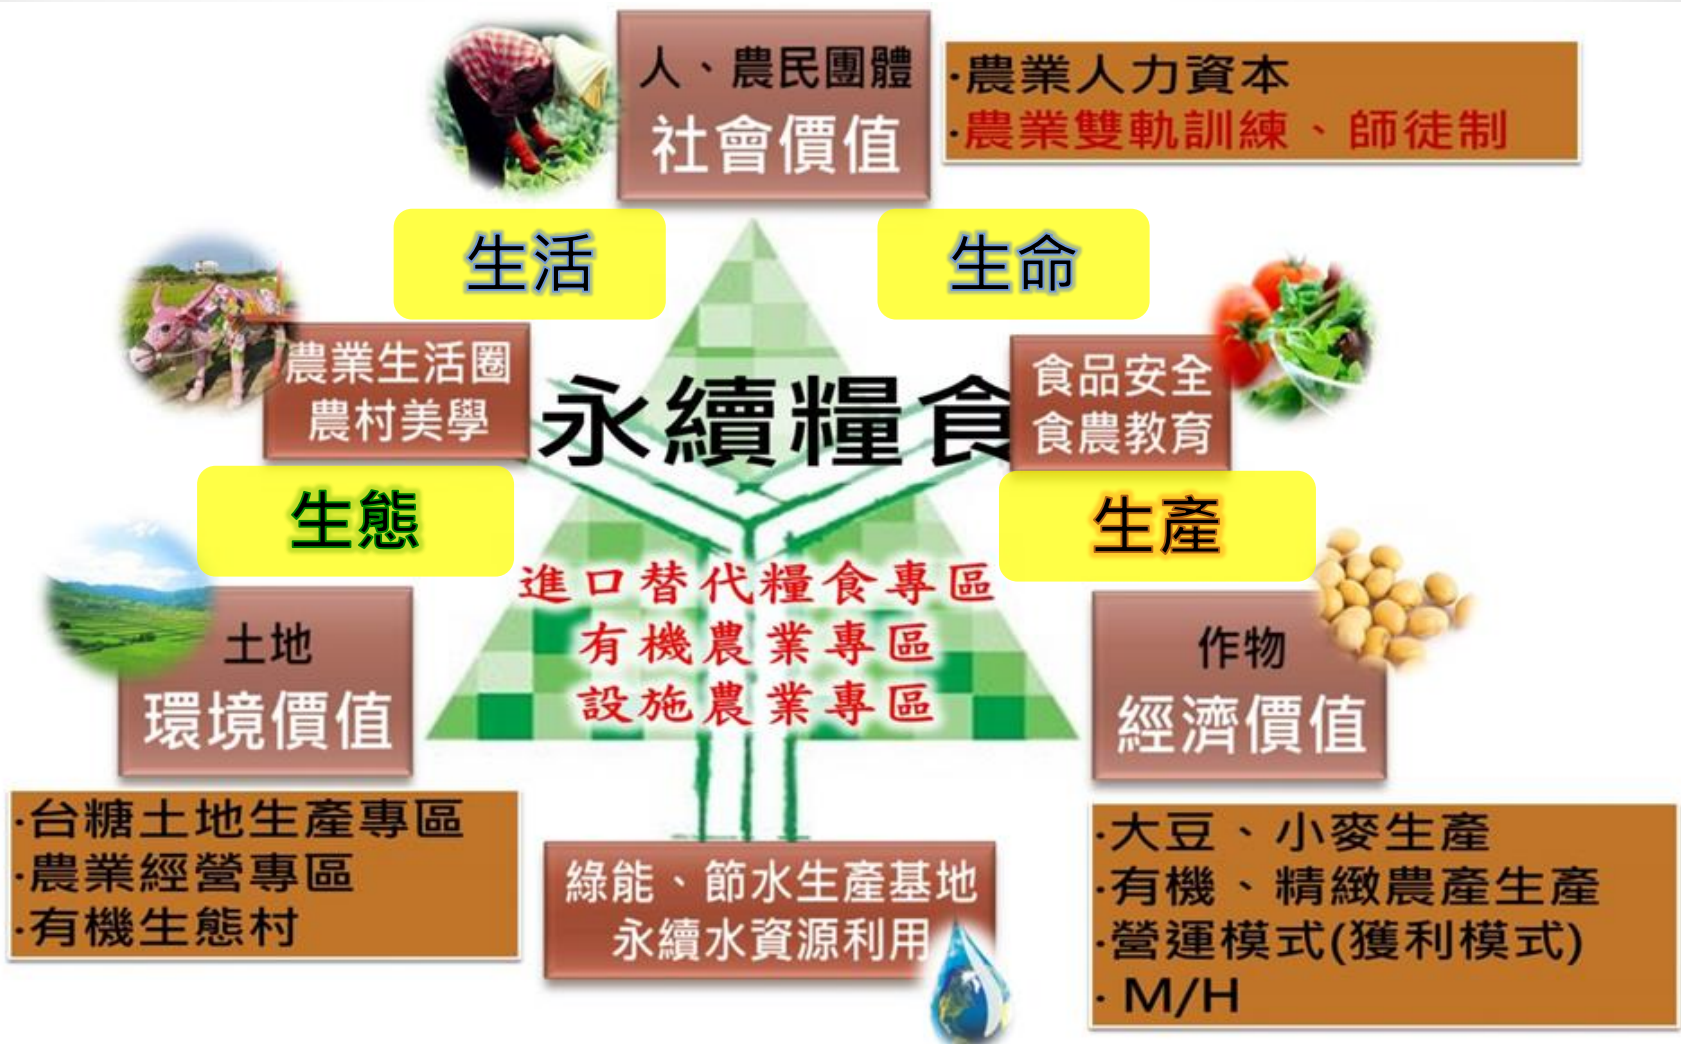 人、農民團體
社會價值
·農業人力資本
·農業雙軌訓練、師徒制
生活
生命
農業生活圈
農村美學
永續糧食
食品安全
食農教育
生態
生產
進口替代糧食專區
有機農業專區
設施農業專區
土地
環境價值
作物
經濟價值
·台糖土地生產專區
·農業經營專區
·有機生態村
綠能、節水生產基地
永續水資源利用
·大豆、小麥生產
·有機、精緻農產生產
·營運模式(獲利模式)
· M/H